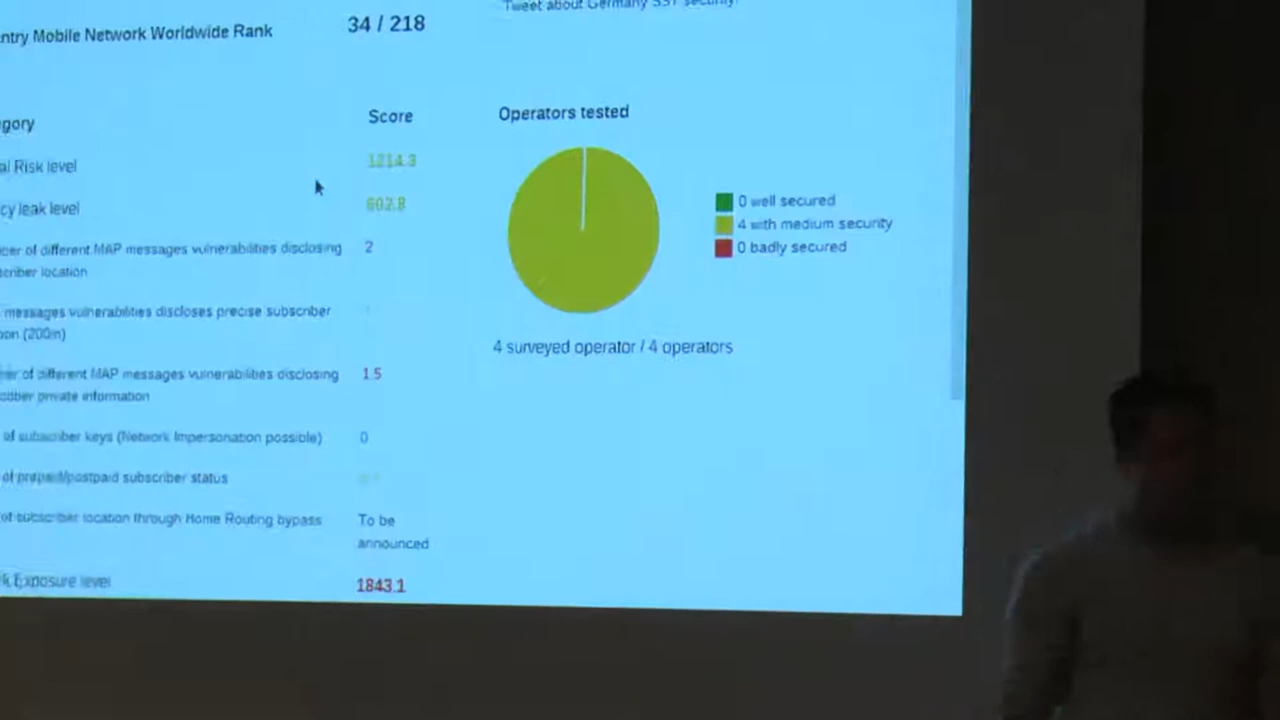 Tweet about Germany SS7 security!
ntry Mobile Network Worldwide Rank 34 / 218
gory Score
al Risk level 1214.3
cy leak level 602.8
ber of different MAP messages vulnerabilities disclosing 2
scriber location
messages vulnerabilities discloses precise subscriber
on (200m)
er of different MAP messages vulnerabilities disclosing 1.5
private information
of subscriber keys (Network Impersonation possible) 0
of prepaid/postpaid subscriber status
of subscriber location through Home Routing bypass To be
announced
k Exposure level 1843.1
Operators tested
0 well secured
4 with medium security
0 badly secured
4 surveyed operator / 4 operators